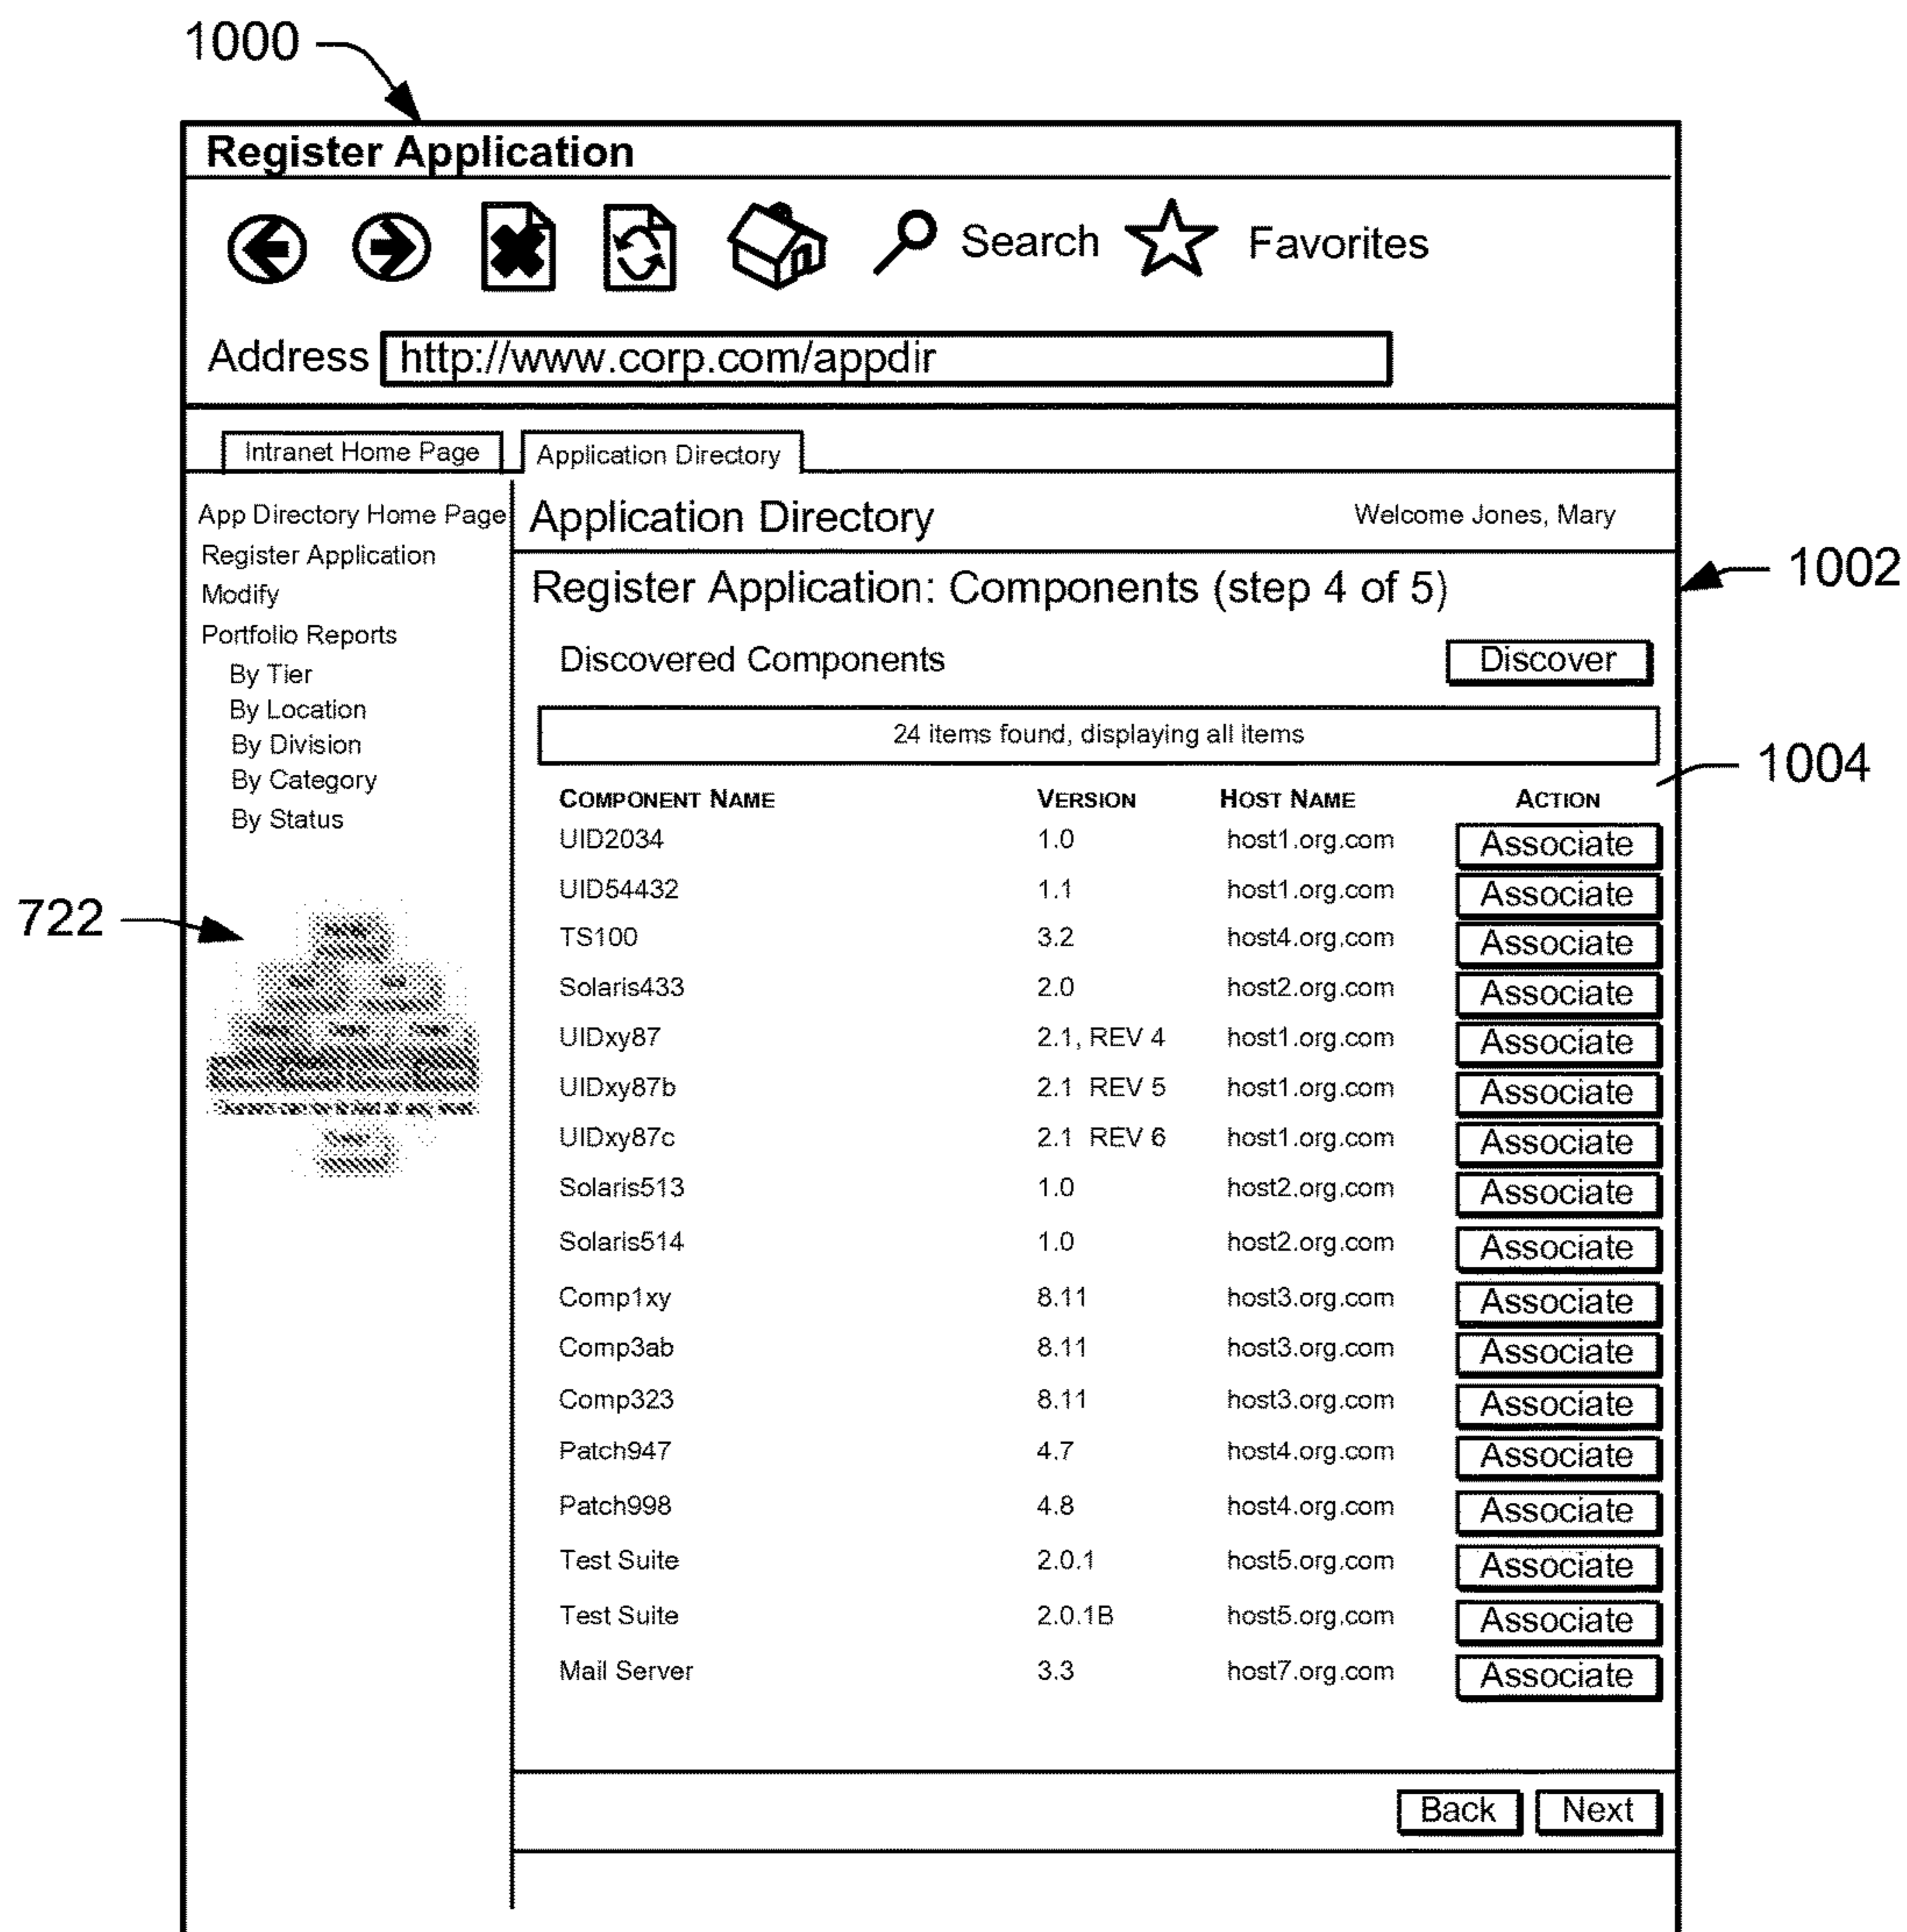 1000
Register Application
Search Favorites
Address http://www.corp.com/appdir
Intranet Home Page Application Directory
App Directory Home Page
Register Application
Modify
Portfolio Reports
By Tier
By Location
By Division
By Category
By Status
722
Application Directory Welcome Jones, Mary
Register Application: Components (step 4 of 5)
1002
Discovered Components Discover
24 items found, displaying all items
1004
COMPONENT NAME VERSION HOST NAME ACTION
UID2034 1.0 host1.org.com Associate
UID54432 1.1 host1.org.com Associate
TS100 3.2 host4.org.com Associate
Solaris433 2.0 host2.org.com Associate
UIDxy87 2.1, REV 4 host1.org.com Associate
UIDxy87b 2.1 REV 5 host1.org.com Associate
UIDxy87c 2.1 REV 6 host1.org.com Associate
Solaris513 1.0 host2.org.com Associate
Solaris514 1.0 host2.org.com Associate
Comp1xy 8.11 host3.org.com Associate
Comp3ab 8.11 host3.org.com Associate
Comp323 8.11 host3.org.com Associate
Patch947 4.7 host4.org.com Associate
Patch998 4.8 host4.org.com Associate
Test Suite 2.0.1 host5.org.com Associate
Test Suite 2.0.1B host5.org.com Associate
Mail Server 3.3 host7.org.com Associate
Back Next